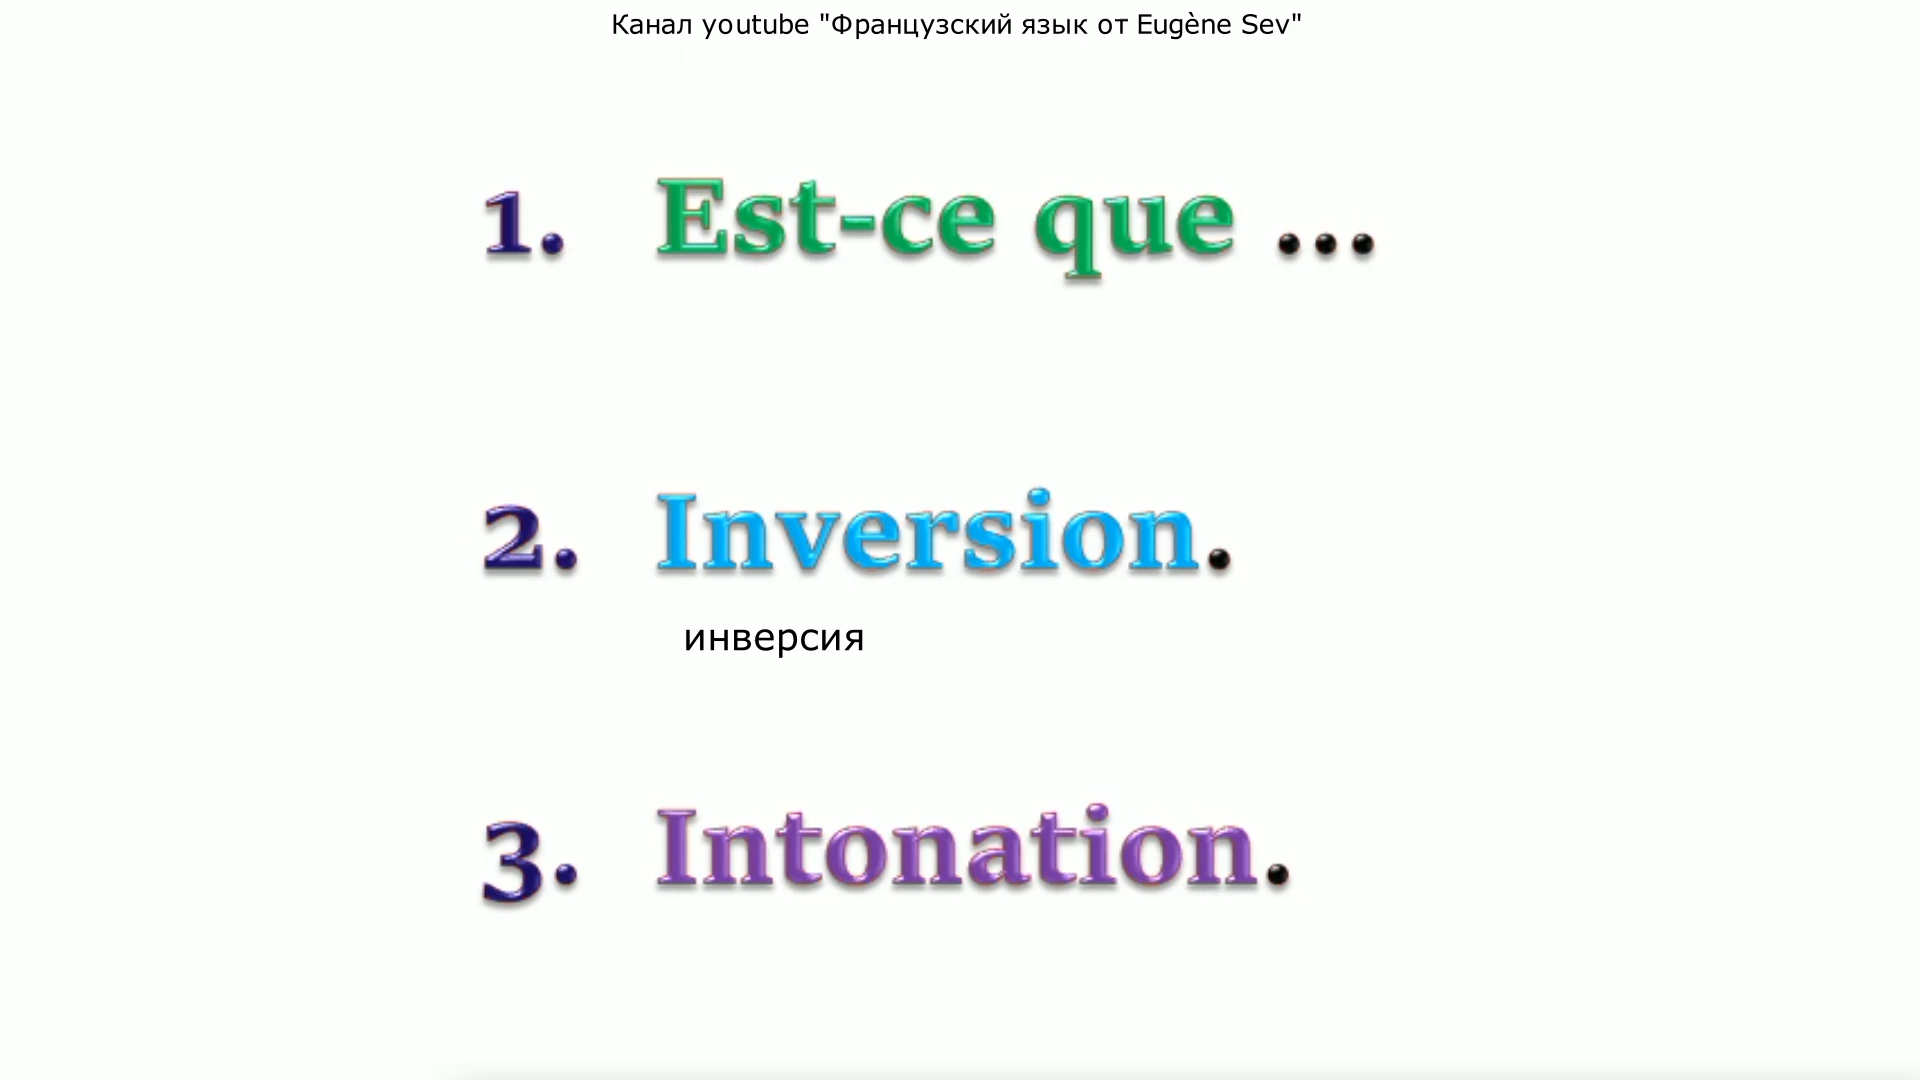 Канал youtube "Французский язык от Eugène Sev"
1. Est-ce que ...
2. Inversion.
инверсия
3. Intonation.